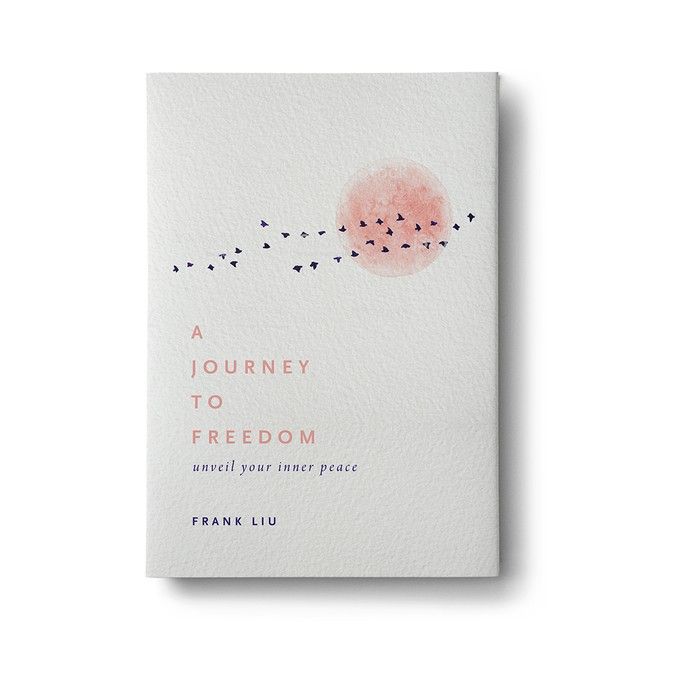 A
JOURNEY
TO
FREEDOM
unveil your inner peace
FRANK LIU